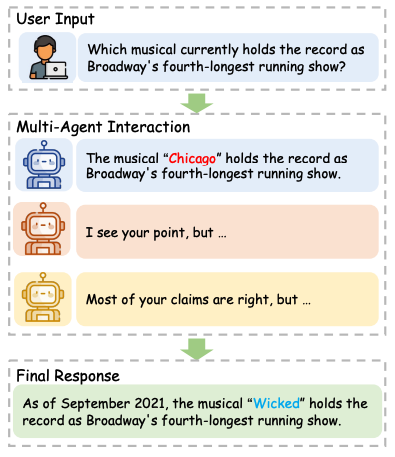 User Input
Which musical currently holds the record as
Broadway's fourth-longest running show?
Multi-Agent Interaction
The musical “Chicago” holds the record as
Broadway's fourth-longest running show.
I see your point, but ...
Most of your claims are right, but ...
Final Response
As of September 2021, the musical “Wicked” holds the
record as Broadway's fourth-longest running show.